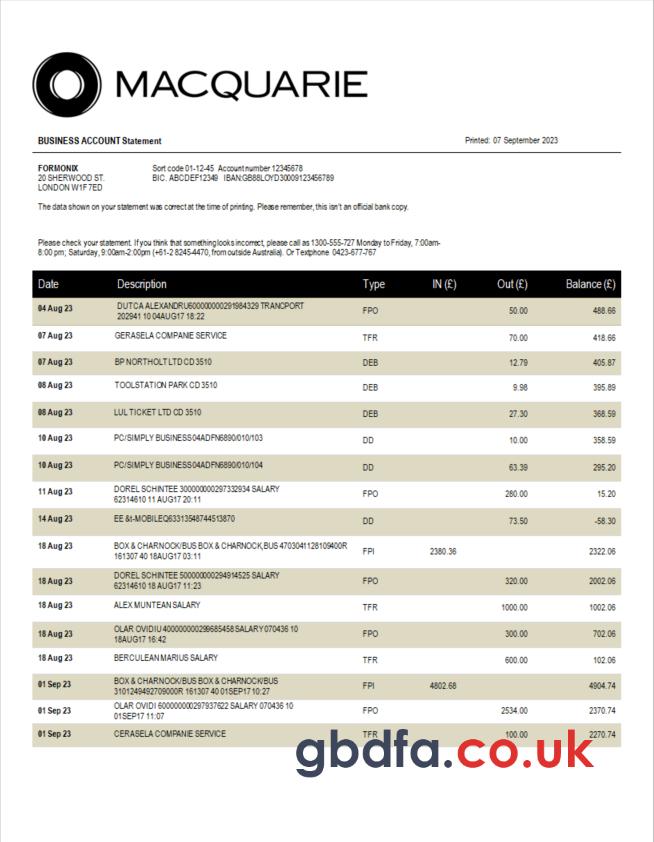 MACQUARIE
BUSINESS ACCOUNT Statement Printed: 07 September 2023
FORMONIX Sort code 01-12-45 Account number 12345678
20 SHERWOOD ST. BIC. ABCDEF12349 IBAN:GB88LOYD30009123456789
LONDON W1F 7ED
The data shown on your statement was correct at the time of printing. Please remember, this isn't an official bank copy.
Please check your statement. If you think that something looks incorrect, please call as 1300-555-727 Monday to Friday, 7:00am-
8:00 pm; Saturday, 9:00am-2:00pm (+61-2 8245-4470, from outside Australia). Or Textphone 0423-677-767
Date Description Type IN (£) Out (£) Balance (£)
04 Aug 23 DUTCA ALEXANDRU600000000291984329 TRANCPORT FPO 50.00 488.66
202941 10 04AUG17 18:22
07 Aug 23 GERASELA COMPANIE SERVICE TFR 70.00 418.66
07 Aug 23 BP NORTHOLT LTD CD 3510 DEB 12.79 405.87
08 Aug 23 TOOLSTATION PARK CD 3510 DEB 9.98 395.89
08 Aug 23 LUL TICKET LTD CD 3510 DEB 27.30 368.59
10 Aug 23 PC/SIMPLY BUSINESS04ADFN6890/010/103 DD 10.00 358.59
10 Aug 23 PC/SIMPLY BUSINESS04ADFN6890/010/104 DD 63.39 295.20
11 Aug 23 DOREL SCHINTEE 300000000297332934 SALARY FPO 280.00 15.20
62314610 11 AUG17 20:11
14 Aug 23 EE &t-MOBILEQ63313548744513870 DD 73.50 -58.30
18 Aug 23 BOX & CHARNOCK/BUS BOX & CHARNOCK,BUS 4703041128109400R FPI 2380.36 2322.06
161307 40 18AUG17 03:11
18 Aug 23 DOREL SCHINTEE 500000000294914525 SALARY FPO 320.00 2002.06
62314610 18 AUG17 11:23
18 Aug 23 ALEX MUNTEAN SALARY TFR 1000.00 1002.06
18 Aug 23 OLAR OVIDIU 400000000299685458 SALARY 070436 10 FPO 300.00 702.06
18AUG17 16:42
18 Aug 23 BERCULEAN MARIUS SALARY TFR 600.00 102.06
01 Sep 23 BOX & CHARNOCK/BUS BOX & CHARNOCK/BUS FPI 4802.68 4904.74
3101249492709000R 161307 40 01SEP17 10:27
01 Sep 23 OLAR OVIDI 600000000297937622 SALARY 070436 10 FPO 2534.00 2370.74
01SEP17 11:07
01 Sep 23 CERASELA COMPANIE SERVICE TFR 100.00 2270.74
gbdfa.co.uk